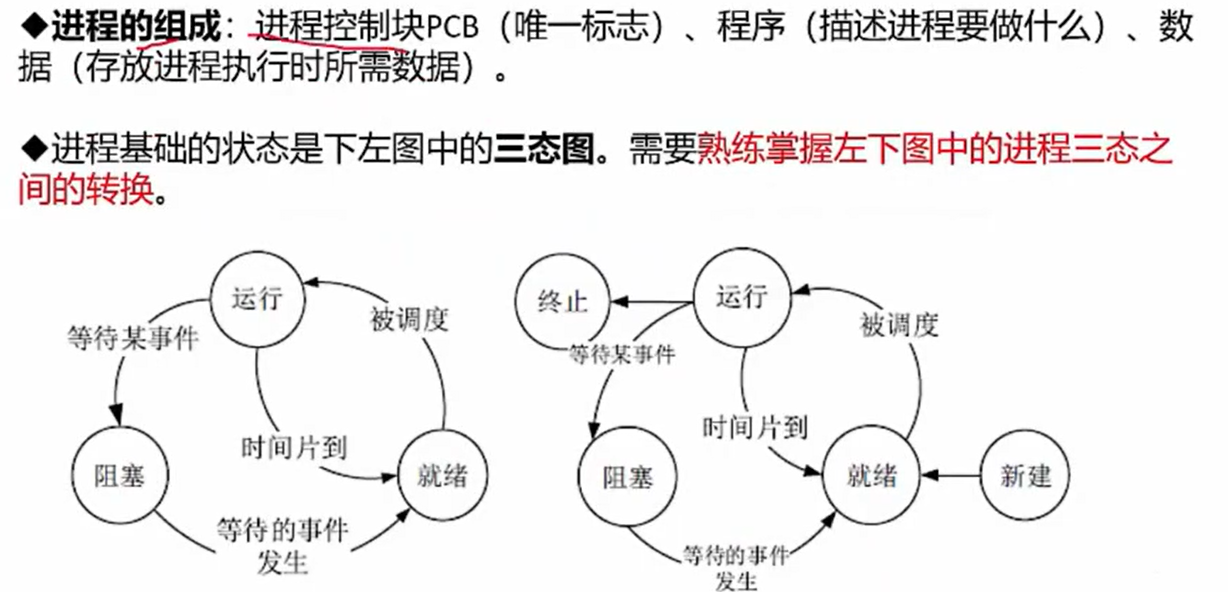 ◆进程的组成：进程控制块PCB（唯一标志）、程序（描述进程要做什么）、数
据（存放进程执行时所需数据）。
◆进程基础的状态是下左图中的三态图。需要熟练掌握左下图中的进程三态之
间的转换。
运行
等待某事件
被调度
时间片到
阻塞
就绪
等待的事件
发生
终止
运行
等待某事件
被调度
时间片到
阻塞
就绪
新建
等待的事件
发生